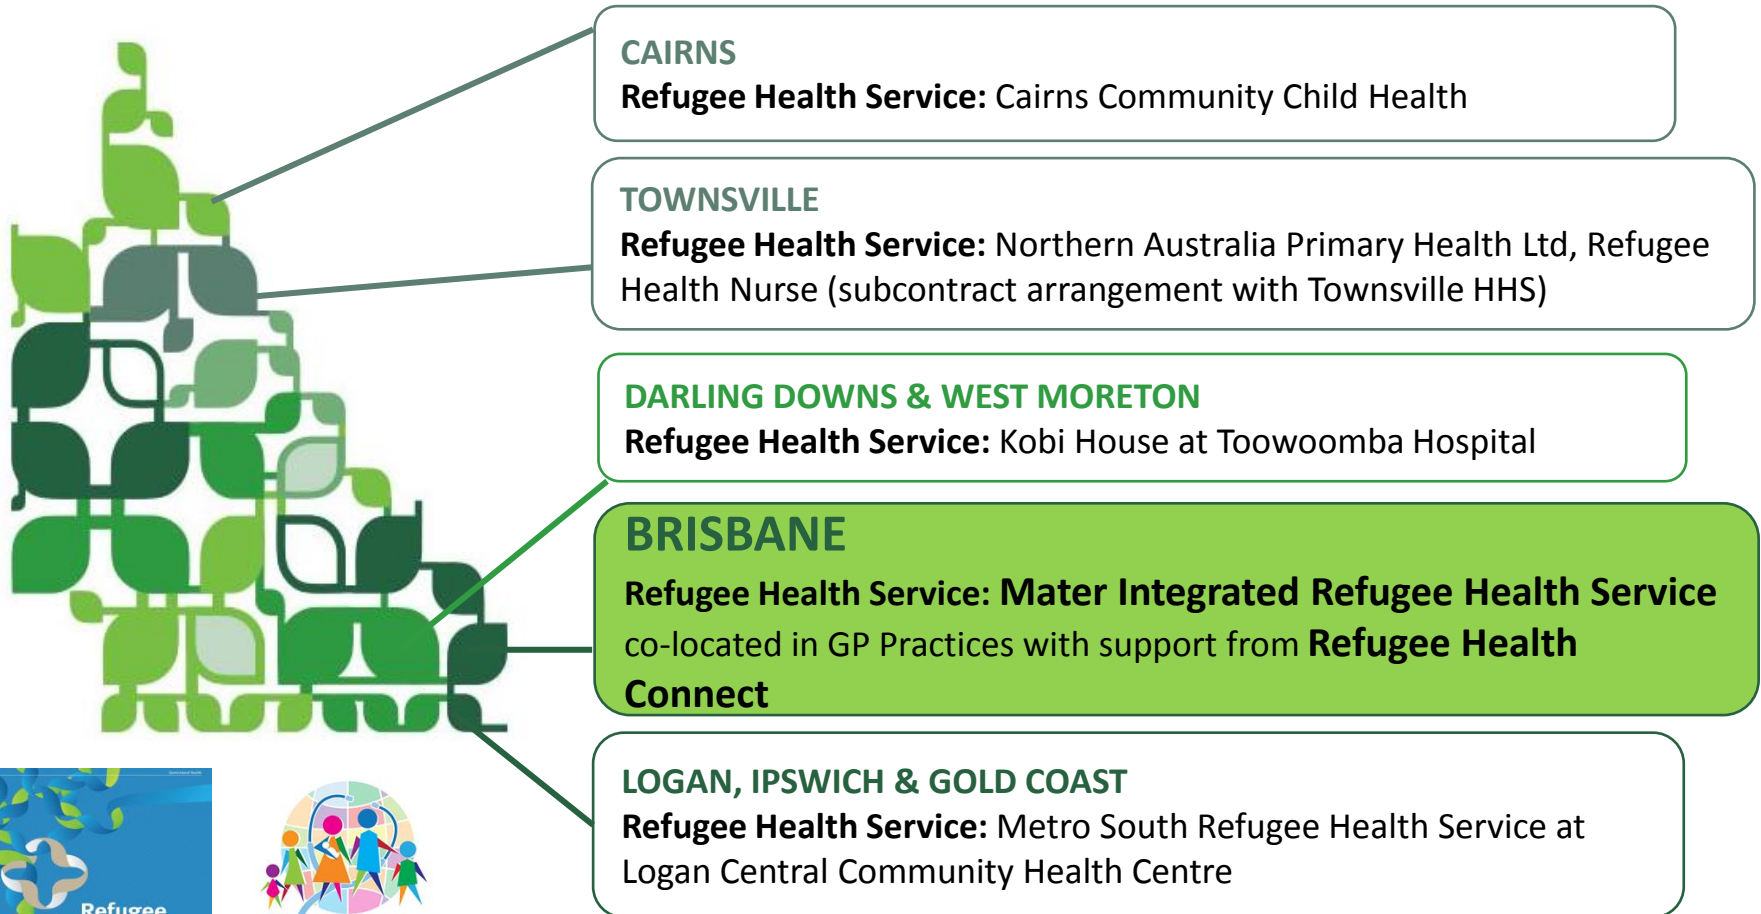 CAIRNS
Refugee Health Service: Cairns Community Child Health
TOWNSVILLE
Refugee Health Service: Northern Australia Primary Health Ltd, Refugee
Health Nurse (subcontract arrangement with Townsville HHS)
DARLING DOWNS & WEST MORETON
Refugee Health Service: Kobi House at Toowoomba Hospital
BRISBANE
Refugee Health Service: Mater Integrated Refugee Health Service
co-located in GP Practices with support from Refugee Health
Connect
LOGAN, IPSWICH & GOLD COAST
Refugee Health Service: Metro South Refugee Health Service at
Logan Central Community Health Centre
Refugee